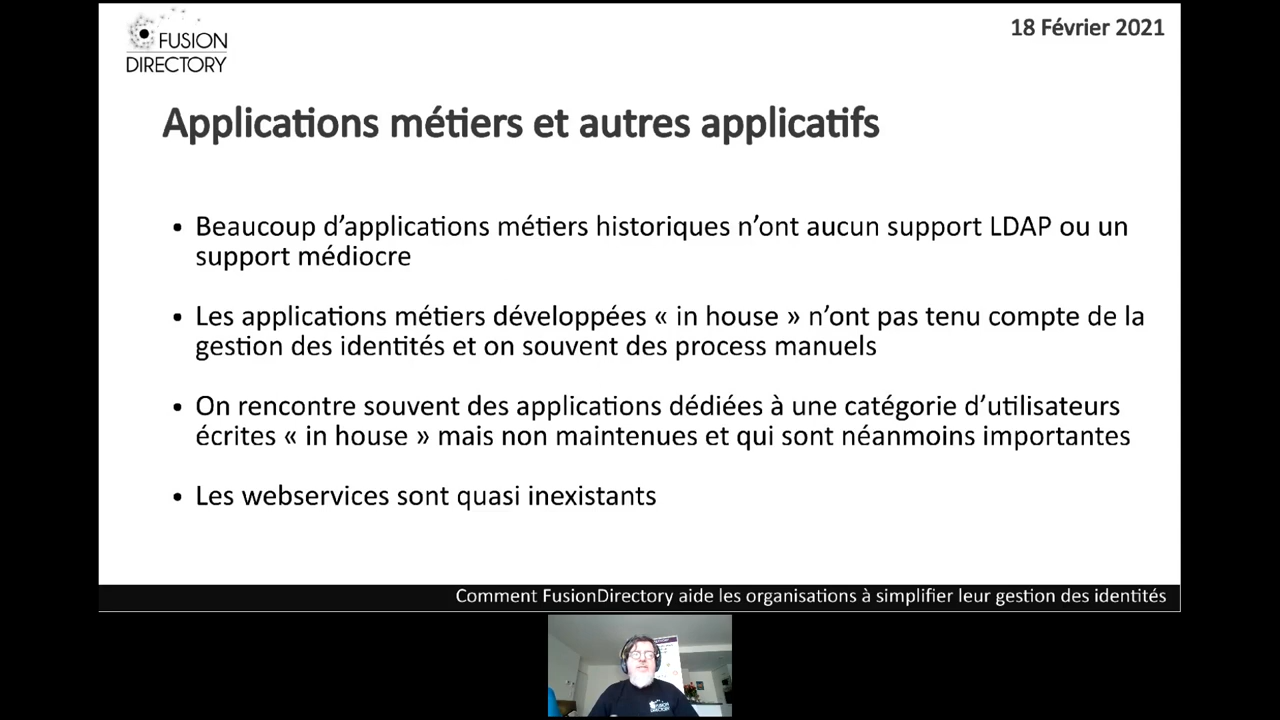 FUSION
DIRECTORY
18 Février 2021
Applications métiers et autres applicatifs
• Beaucoup d’applications métiers historiques n’ont aucun support LDAP ou un
support médiocre
• Les applications métiers développées « in house » n’ont pas tenu compte de la
gestion des identités et on souvent des process manuels
• On rencontre souvent des applications dédiées à une catégorie d’utilisateurs
écrites « in house » mais non maintenues et qui sont néanmoins importantes
• Les webservices sont quasi inexistants
Comment FusionDirectory aide les organisations à simplifier leur gestion des identités
FUSION
DIRECTORY